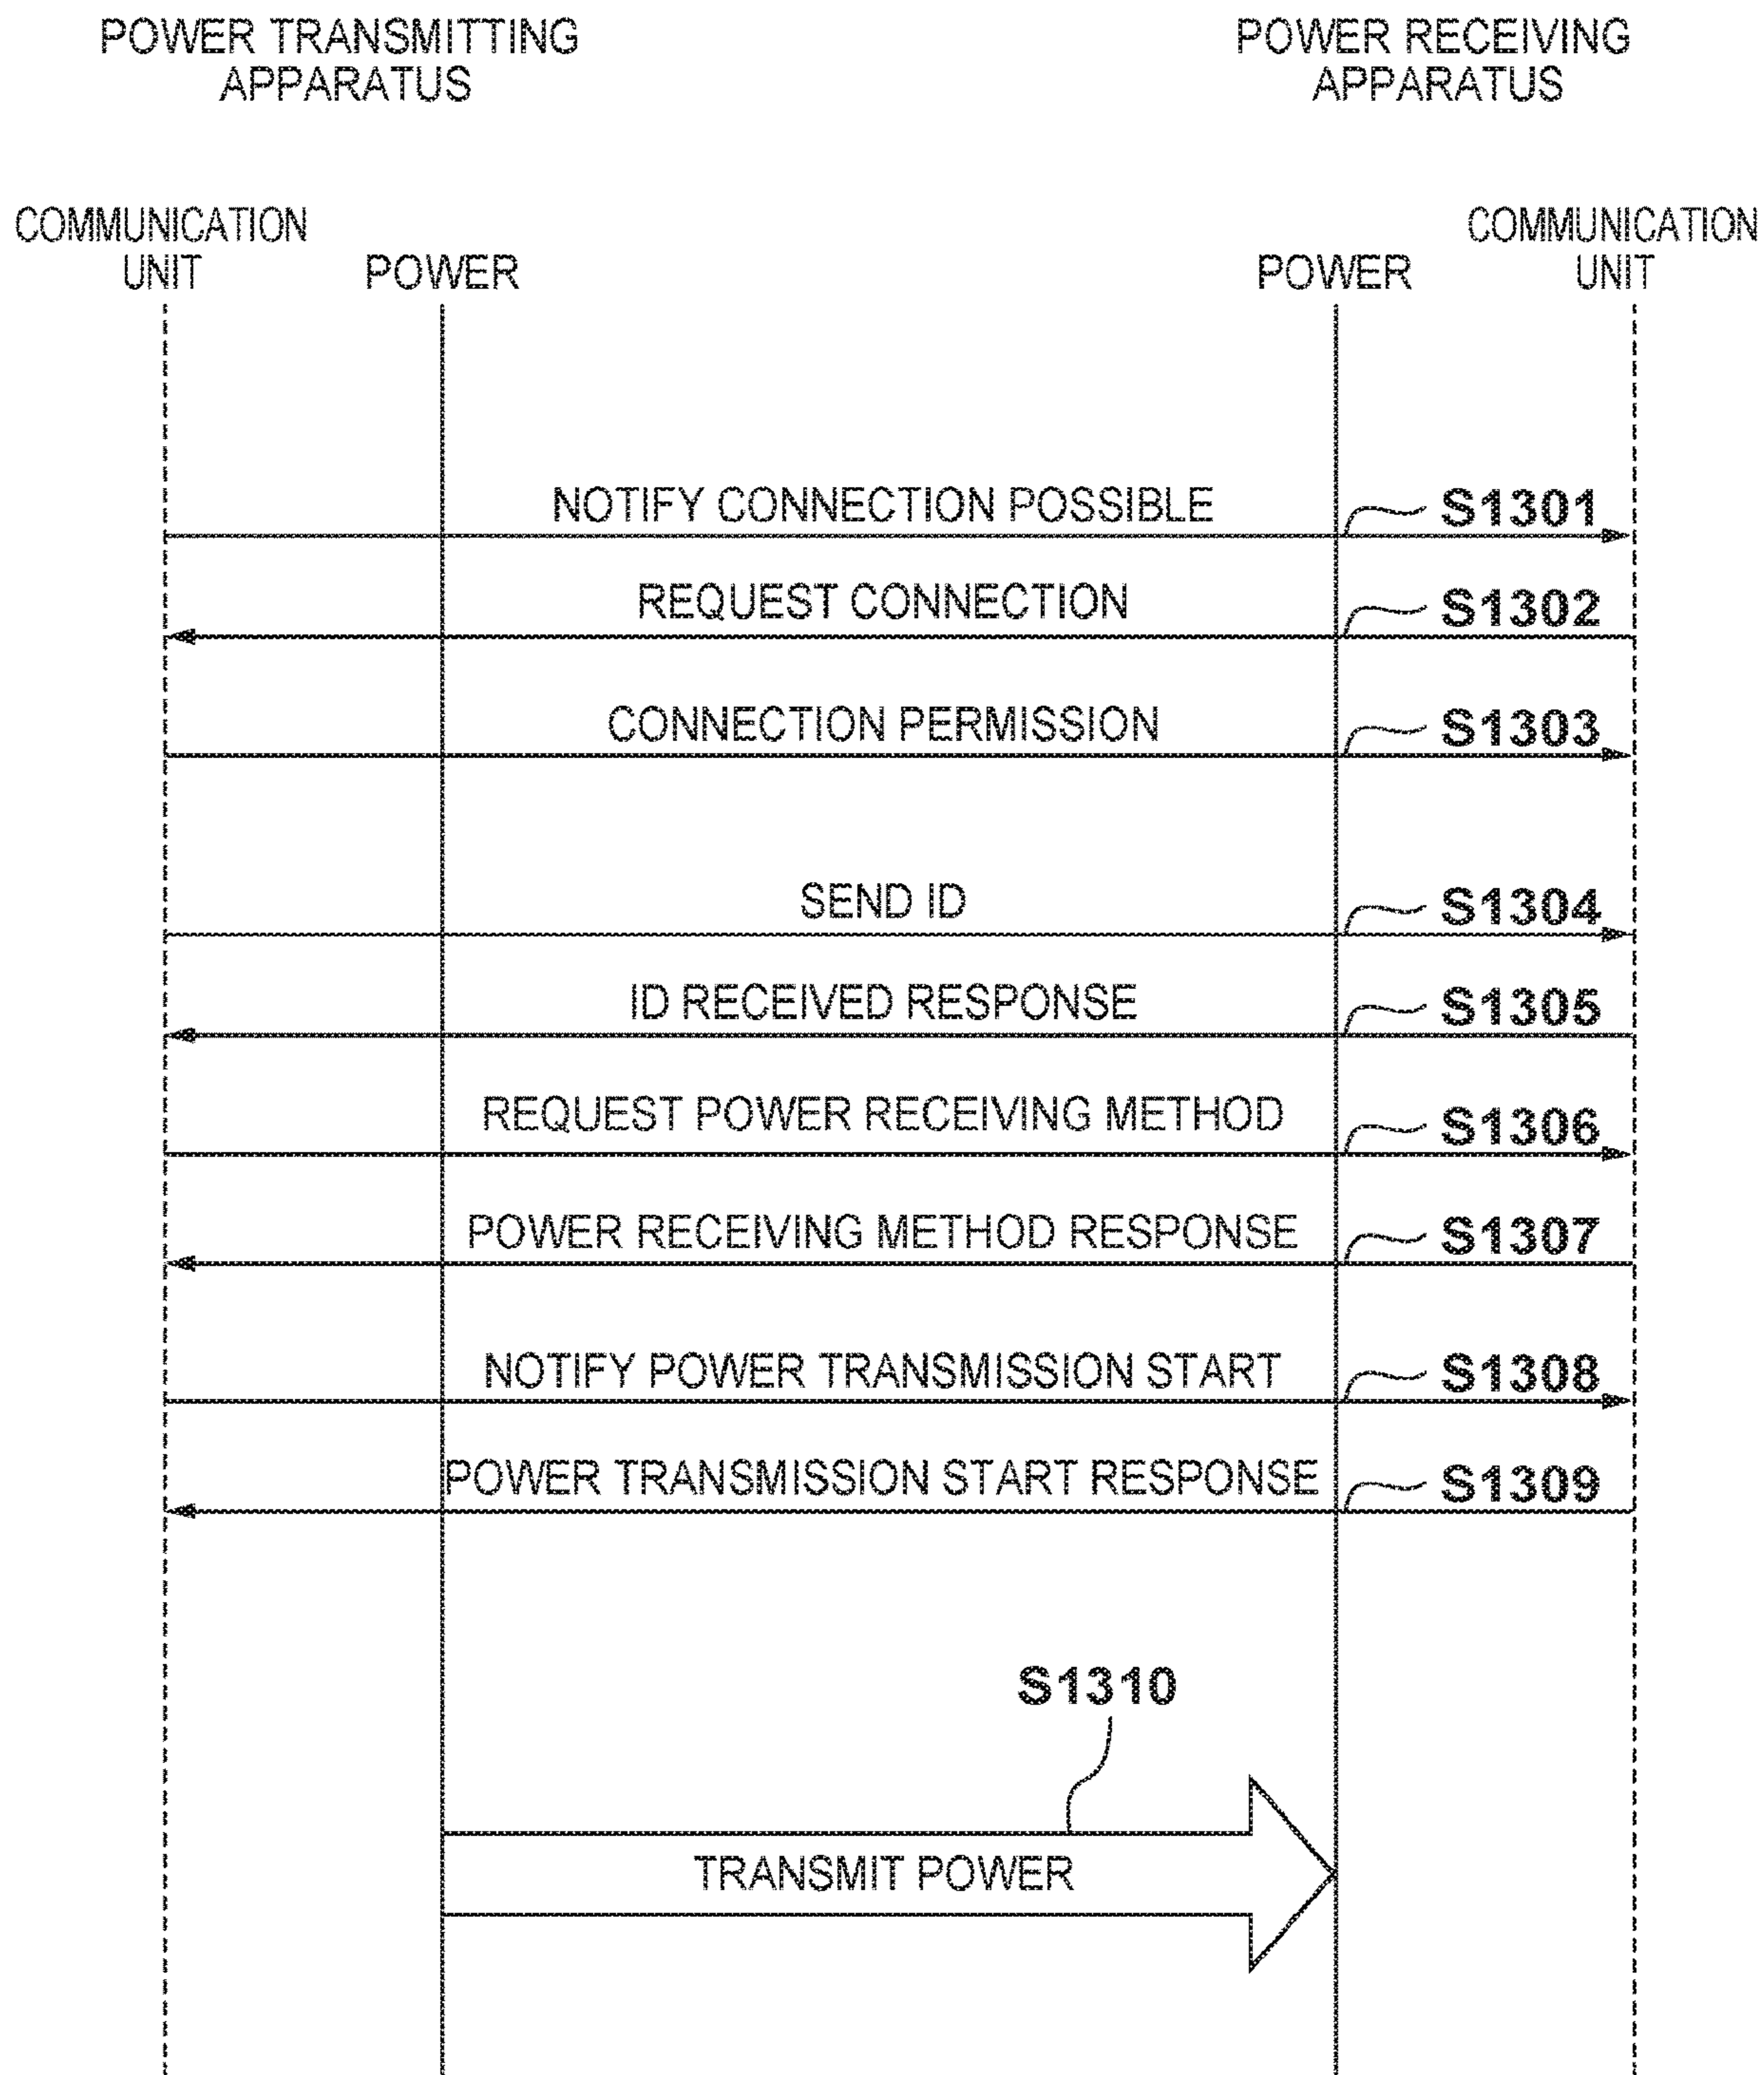 POWER TRANSMITTING
APPARATUS
POWER RECEIVING
APPARATUS
COMMUNICATION
UNIT
POWER
POWER
COMMUNICATION
UNIT
NOTIFY CONNECTION POSSIBLE
S1301
REQUEST CONNECTION
S1302
CONNECTION PERMISSION
S1303
SEND ID
S1304
ID RECEIVED RESPONSE
S1305
REQUEST POWER RECEIVING METHOD
S1306
POWER RECEIVING METHOD RESPONSE
S1307
NOTIFY POWER TRANSMISSION START
S1308
POWER TRANSMISSION START RESPONSE
S1309
S1310
TRANSMIT POWER